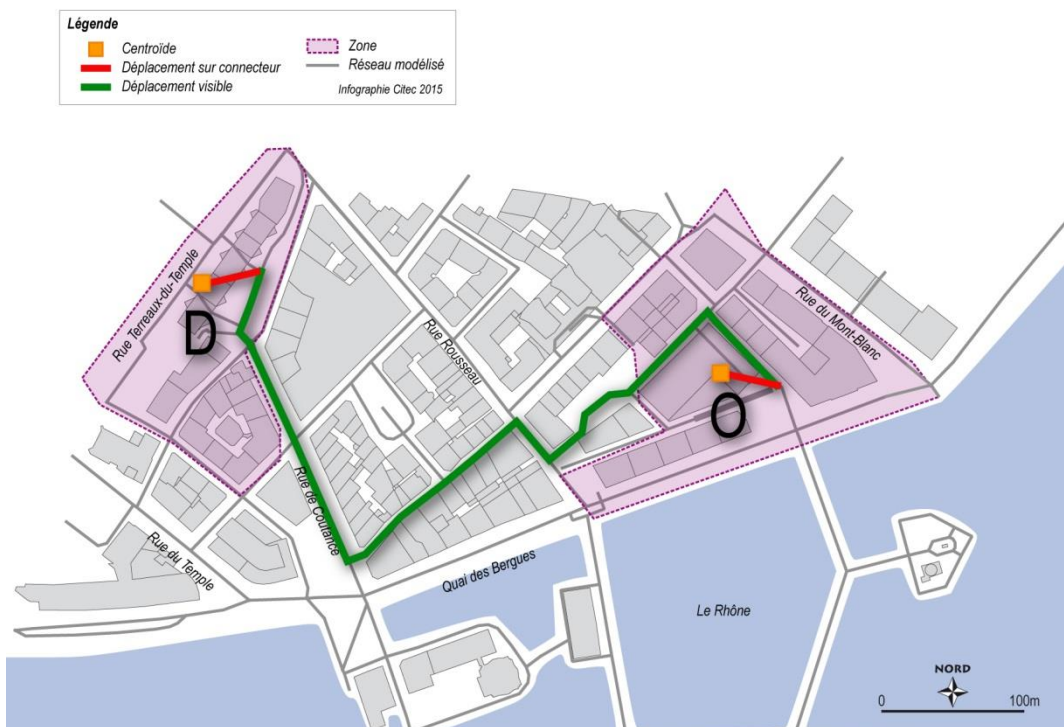 Légende
Centroïde
Déplacement sur connecteur
Déplacement visible
Zone
Réseau modélisé
Infographie Citec 2015
Rue Terreaux-du-Temple
D
Rue Rousseau
Rue du Mont-Blanc
O
Rue de Coutance
Rue du Temple
Quai des Bergues
Le Rhône
NORD
0 100m